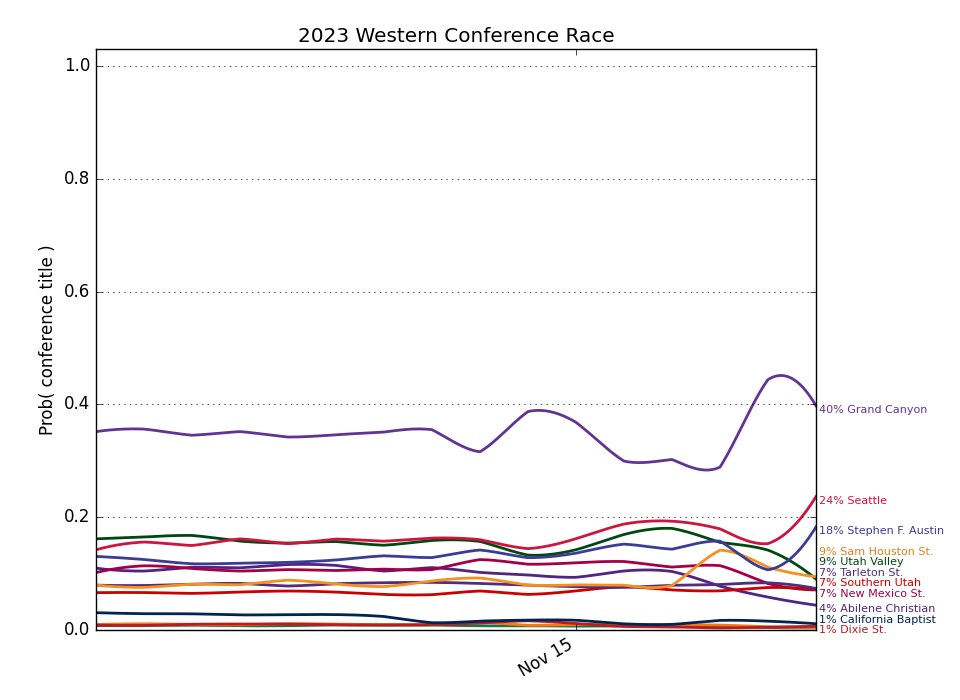 2023 Western Conference Race
Prob( conference title )
1.0
0.8
0.6
0.4
0.2
0.0
Nov 15
40% Grand Canyon
24% Seattle
18% Stephen F. Austin
9% Sam Houston St.
9% Utah Valley
7% Tarleton St.
7% Southern Utah
7% New Mexico St.
4% Abilene Christian
1% California Baptist
1% Dixie St.